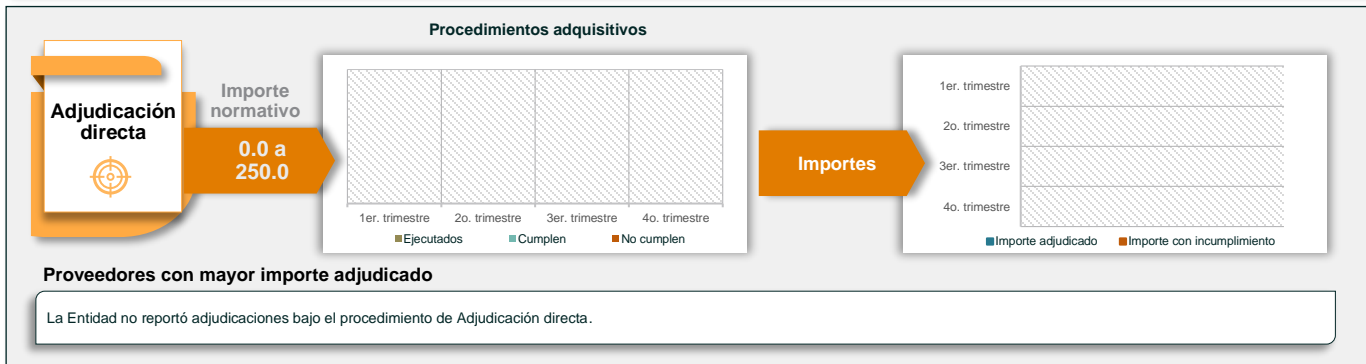 Procedimientos adquisitivos
Adjudicación
directa
Importe
normativo
0.0 a
250.0
1er. trimestre 2o. trimestre 3er. trimestre 4o. trimestre
Ejecutados Cumplen No cumplen
Importes
1er. trimestre
2o. trimestre
3er. trimestre
4o. trimestre
Importe adjudicado Importe con incumplimiento
Proveedores con mayor importe adjudicado
La Entidad no reportó adjudicaciones bajo el procedimiento de Adjudicación directa.